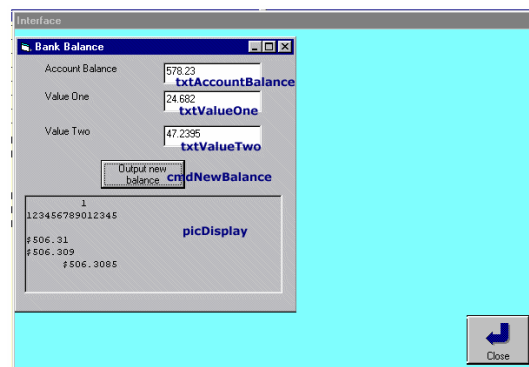 Interface
Bank Balance
Account Balance
578.23
txtAccountBalance
Value One
24.682
txtValueOne
Value Two
47.2395
txtValueTwo
Output new
balance
cmdNewBalance
1
123456789012345
picDisplay
$506.31
$506.309
$506.3085
Close